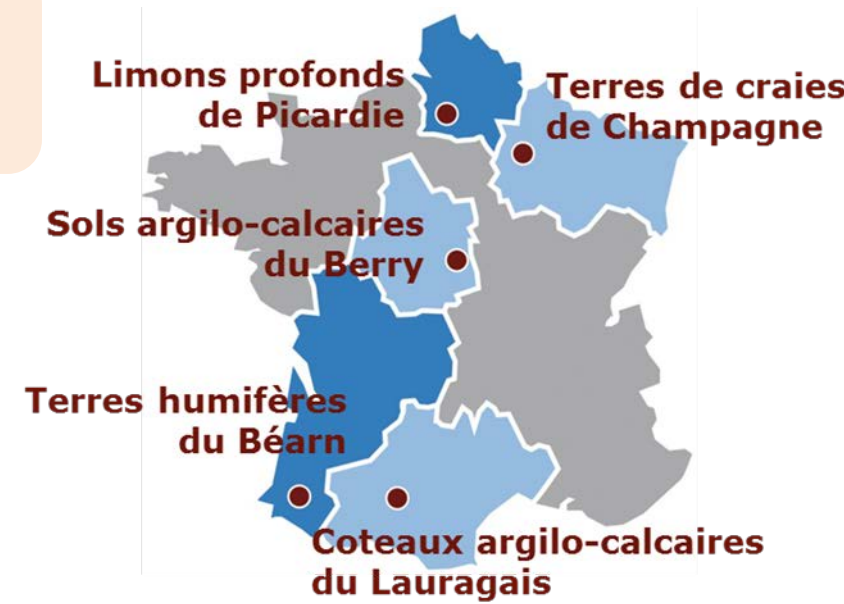 Limons profonds
de Picardie
Terres de craies
de Champagne
Sols argilo-calcaires
du Berry
Terres humifères
du Béarn
Coteaux argilo-calcaires
du Lauragais